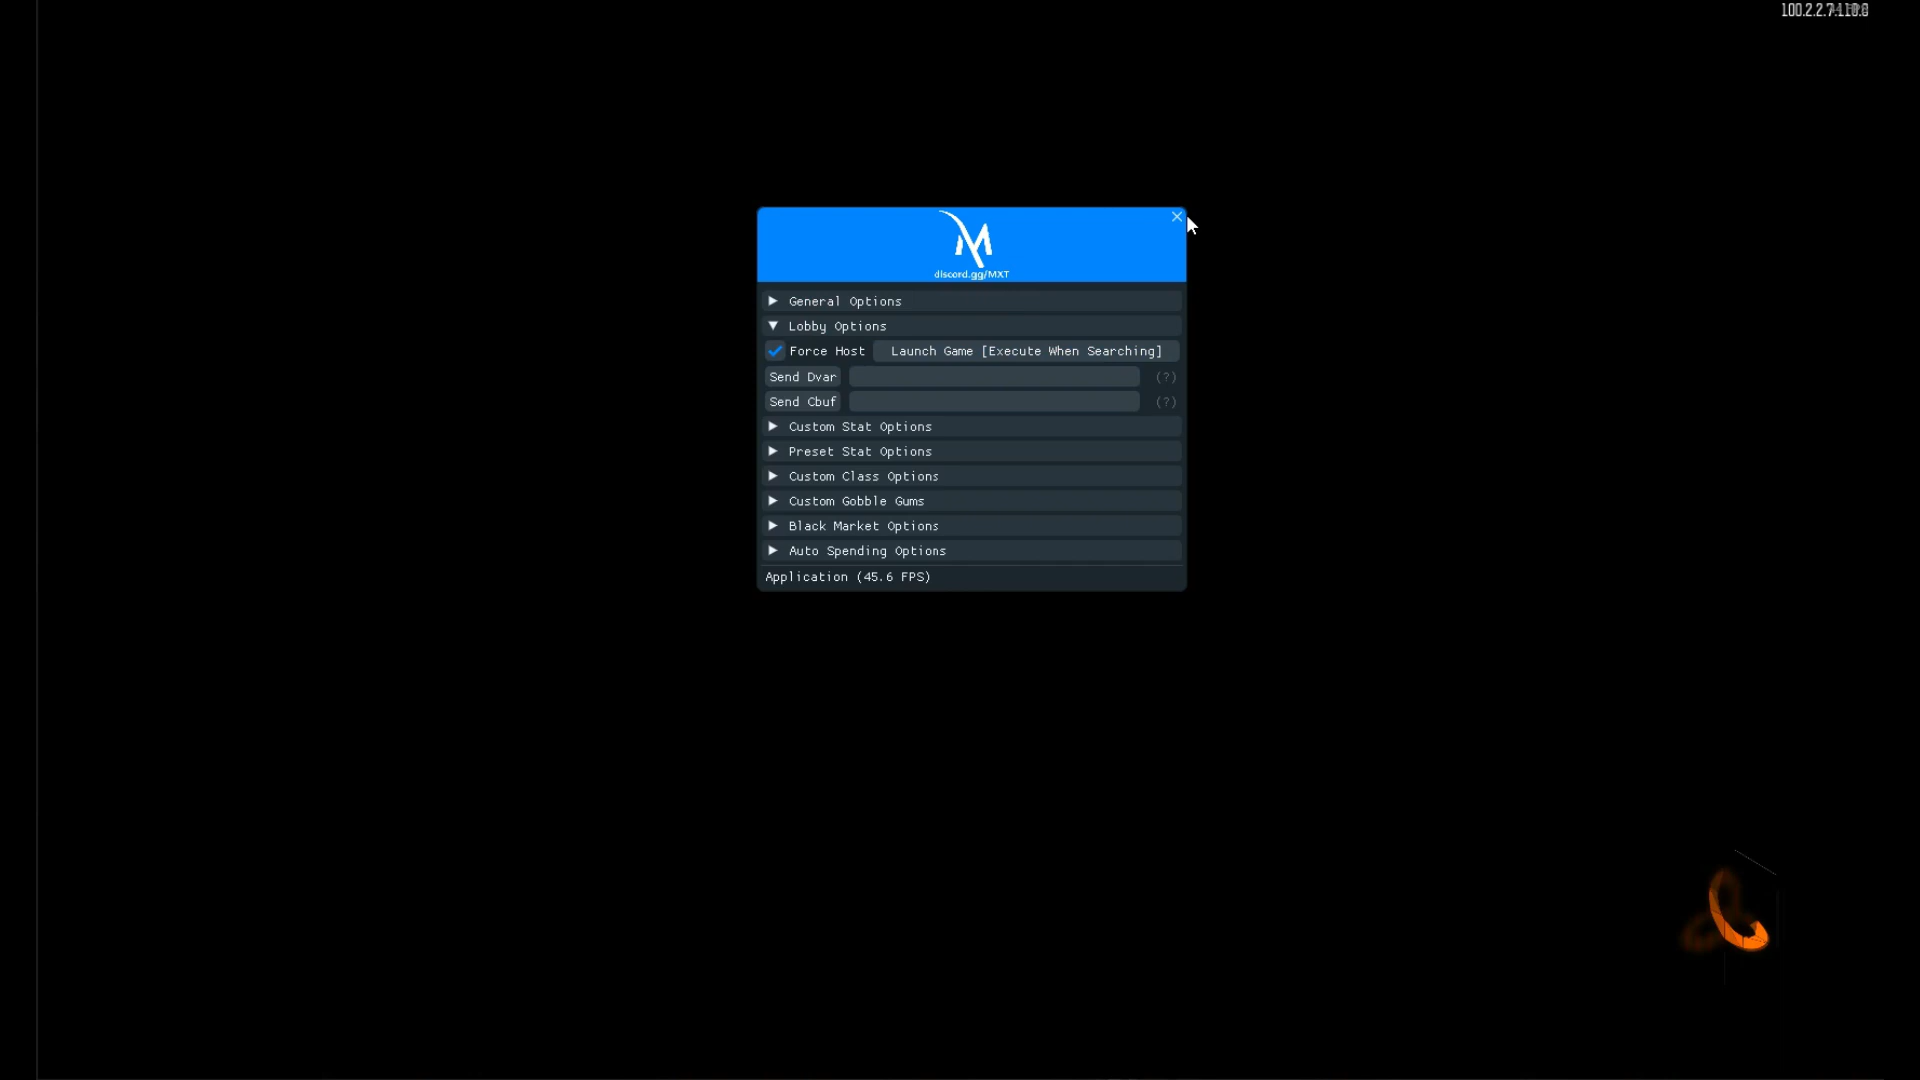 discord.gg/MXT
General Options
Lobby Options
Force Host Launch Game [Execute When Searching]
Send Dvar (?)
Send Cbuf (?)
Custom Stat Options
Preset Stat Options
Custom Class Options
Custom Gobble Gums
Black Market Options
Auto Spending Options
Application (45.6 FPS)